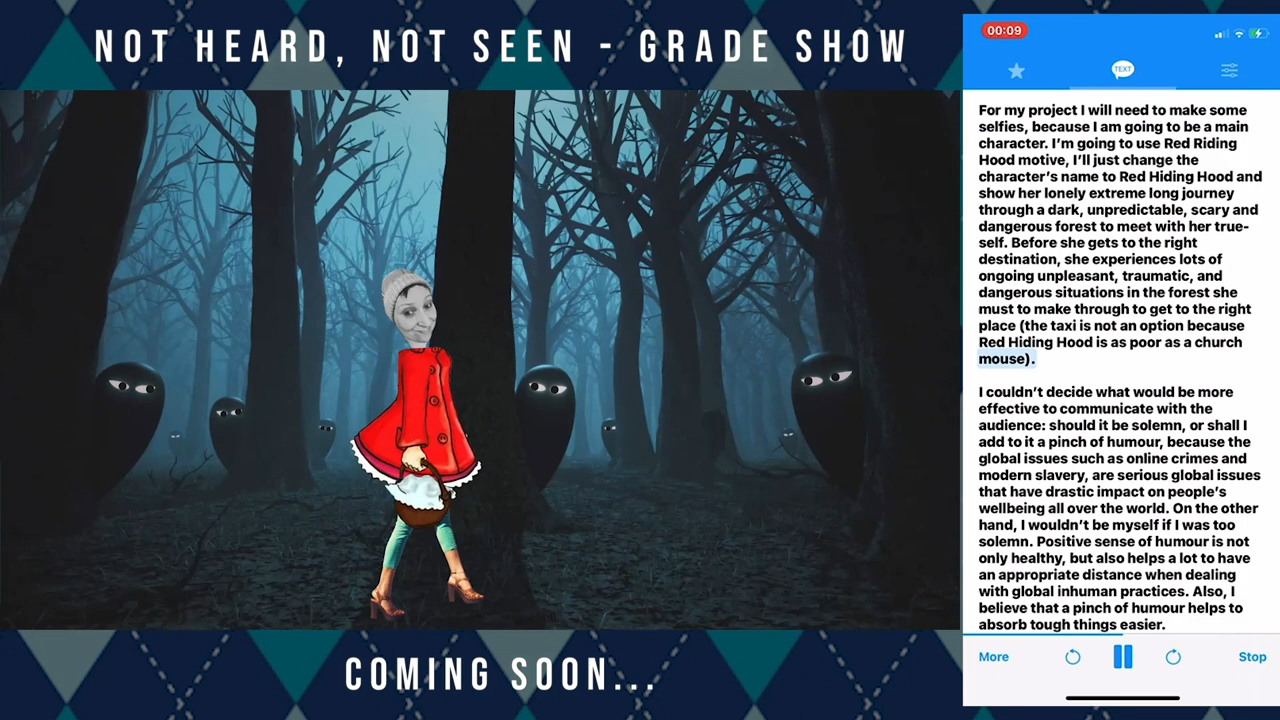 NOT HEARD, NOT SEEN - GRADE SHOW
00:09
TEXT
For my project I will need to make some
selfies, because I am going to be a main
character. I'm going to use Red Riding
Hood motive, I'll just change the
character's name to Red Hiding Hood and
show her lonely extreme long journey
through a dark, unpredictable, scary and
dangerous forest to meet with her true-
self. Before she gets to the right
destination, she experiences lots of
ongoing unpleasant, traumatic, and
dangerous situations in the forest she
must to make through to get to the right
place (the taxi is not an option because
Red Hiding Hood is as poor as a church
mouse).
I couldn't decide what would be more
effective to communicate with the
audience: should it be solemn, or shall I
add to it a pinch of humour, because the
global issues such as online crimes and
modern slavery, are serious global issues
that have drastic impact on people's
wellbeing all over the world. On the other
hand, I wouldn't be myself if I was too
solemn. Positive sense of humour is not
only healthy, but also helps a lot to have
an appropriate distance when dealing
with global inhuman practices. Also, I
believe that a pinch of humour helps to
absorb tough things easier.
More
Stop
COMING SOON...